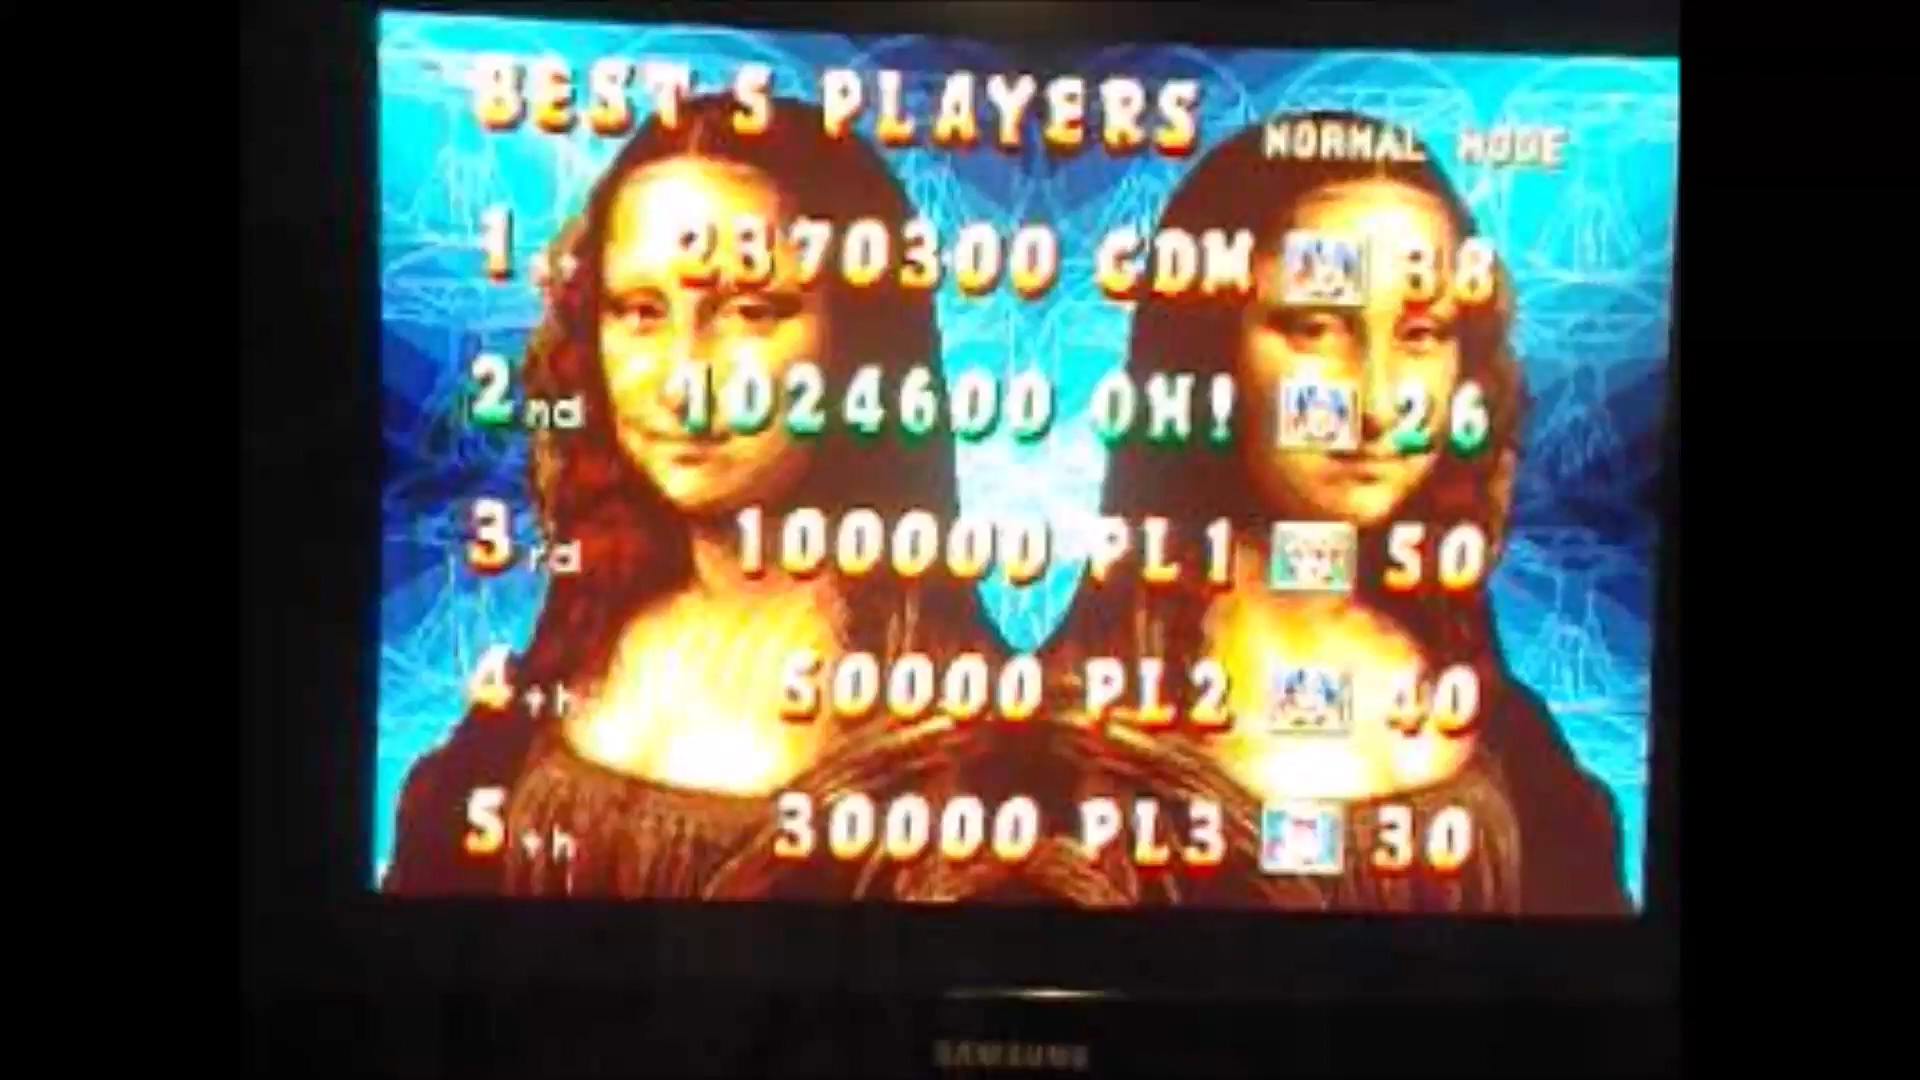 BEST 5 PLAYERS NORMAL MODE
1st 2370300 GDM 38
2nd 1024600 OH! 26
3rd 100000 PL1 50
4th 50000 PL2 40
5th 30000 PL3 30
SAMSUNG